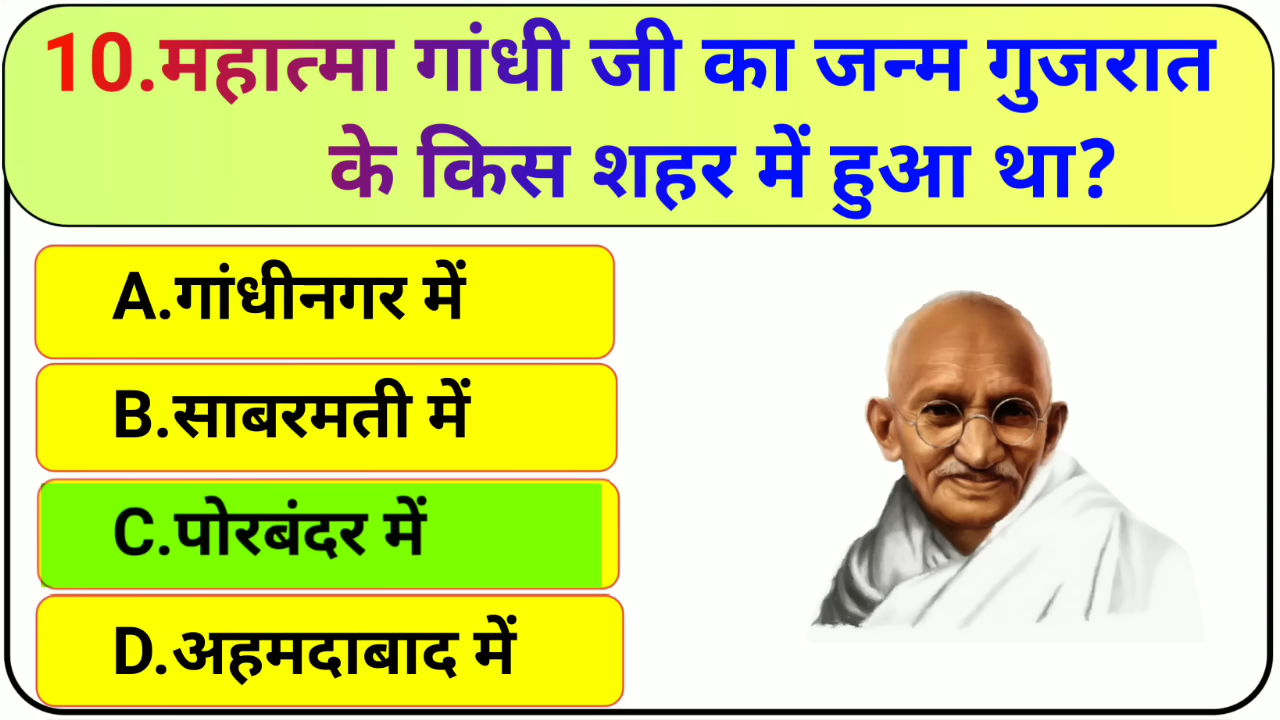 10.महात्मा गांधी जी का जन्म गुजरात
के किस शहर में हुआ था?
A.गांधीनगर में
B.साबरमती में
C.पोरबंदर में
D.अहमदाबाद में